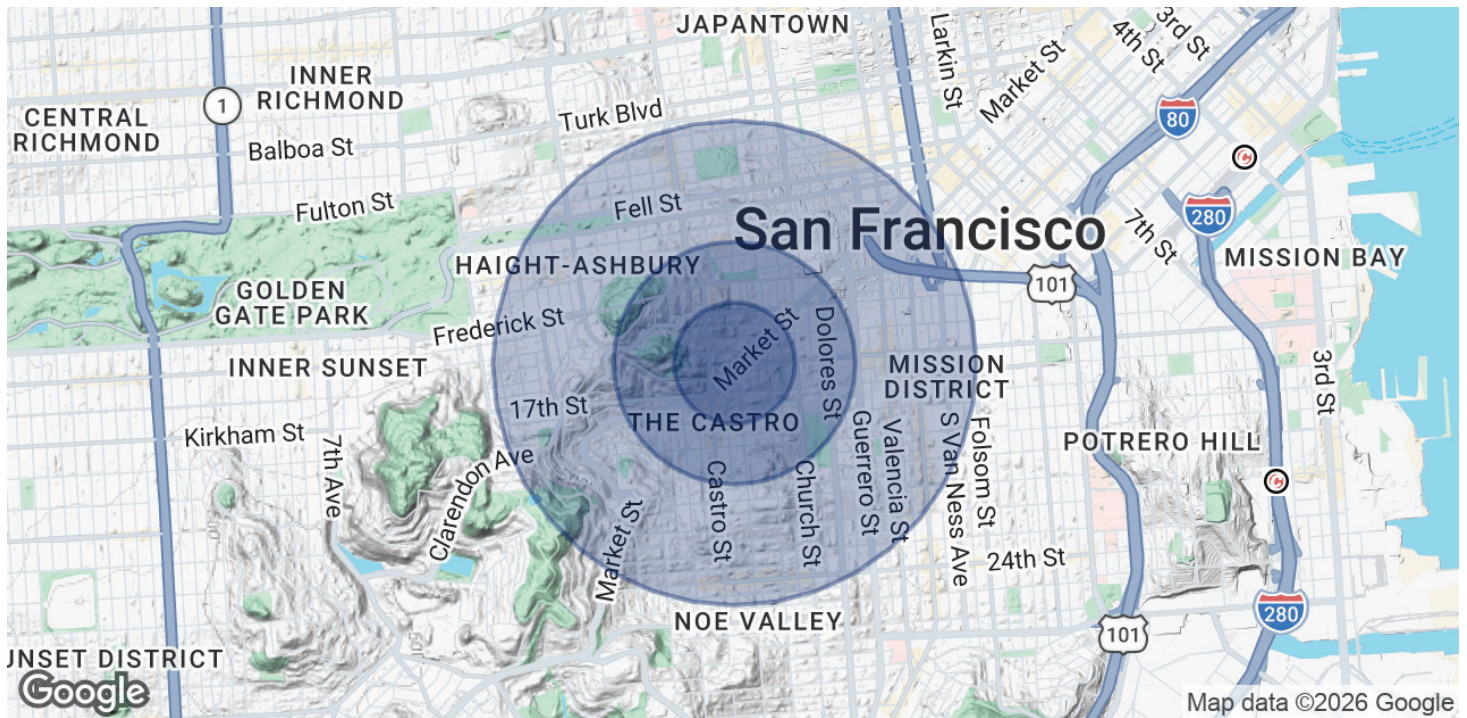 JAPANTOWN
Larkin St
3rd St
4th St
Market St
INNER
RICHMOND
1
CENTRAL
RICHMOND
Turk Blvd
Balboa St
80
Fulton St
Fell St
San Francisco
280
7th St
MISSION BAY
HAIGHT-ASHBURY
101
GOLDEN
GATE PARK
Frederick St
Market St
Dolores St
INNER SUNSET
MISSION
DISTRICT
3rd St
17th St
THE CASTRO
Kirkham St
7th Ave
Clarendon Ave
Guerrero St
Valencia St
S Van Ness Ave
Folsom St
POTRERO HILL
Castro St
Church St
Market St
24th St
NOE VALLEY
280
101
UNSET DISTRICT
Google
Map data ©2026 Google